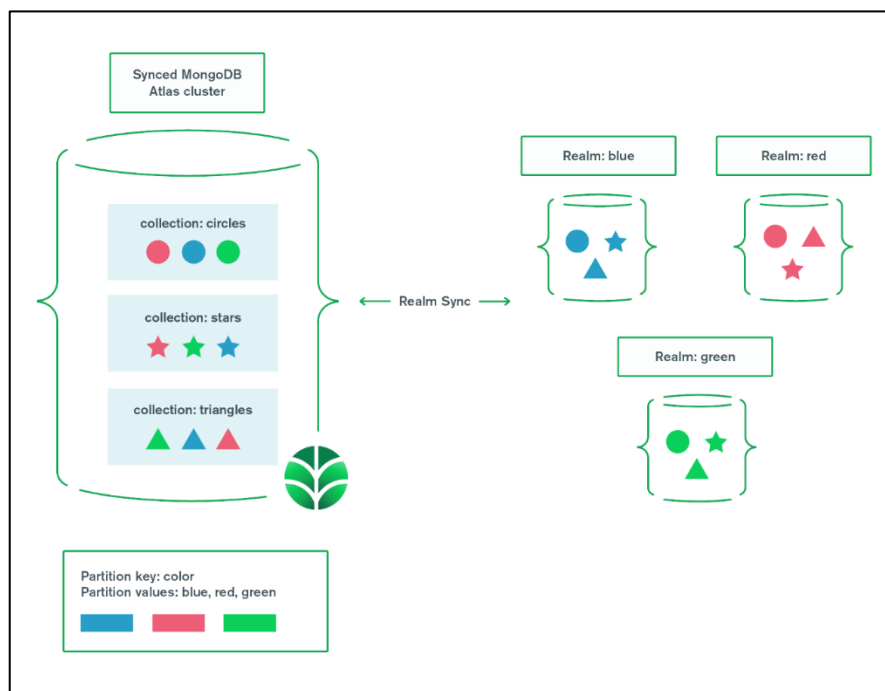 Synced MongoDB
Atlas cluster
collection: circles
collection: stars
collection: triangles
Realm Sync
Realm: blue
Realm: red
Realm: green
Partition key: color
Partition values: blue, red, green